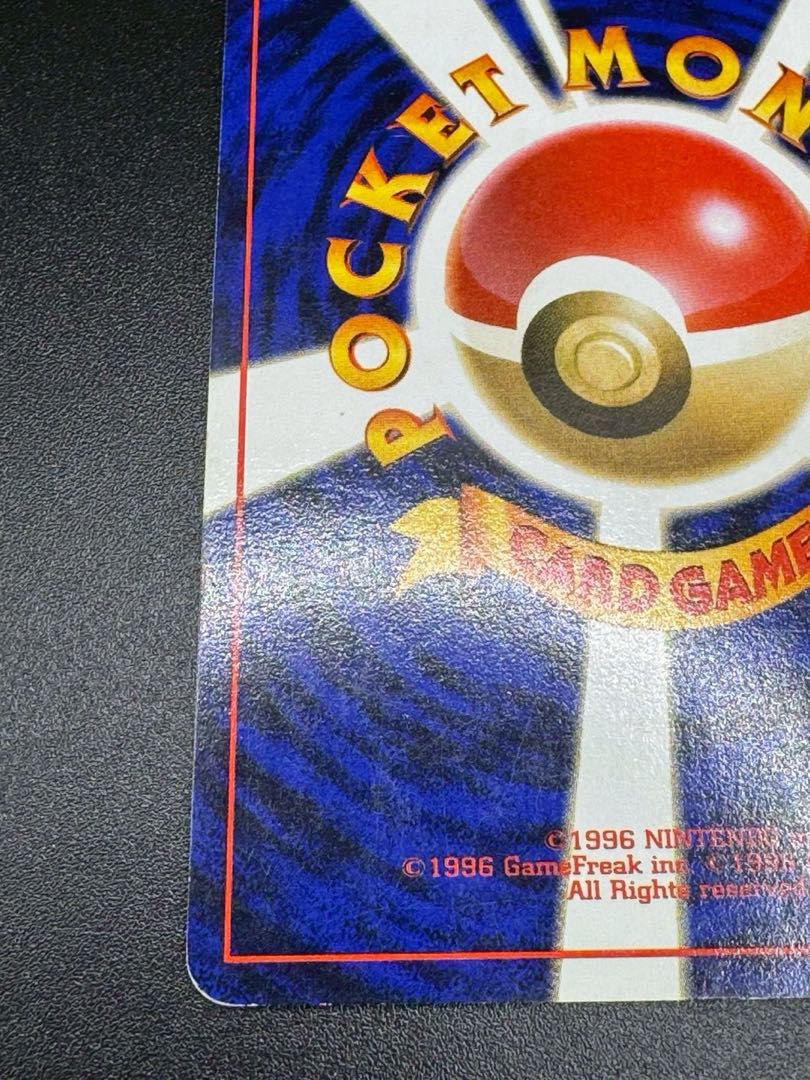 POCKET MON
CARD GAME
©1996 NINTENDO
©1996 GameFreak inc. ©1996
All Rights reserved